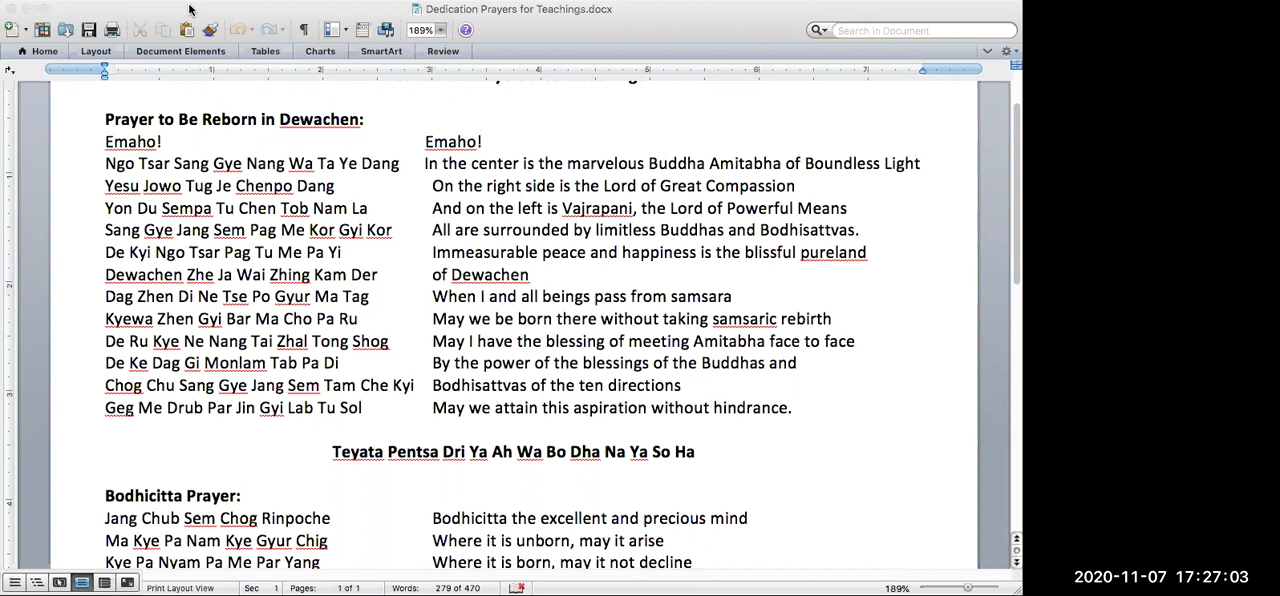 Dedication Prayers for Teachings.docx
189%
Search in Document
Home Layout Document Elements Tables Charts SmartArt Review
1 2 3 4 5 6 7
Prayer to Be Reborn in Dewachen:
Emaho! Emaho!
Ngo Tsar Sang Gye Nang Wa Ta Ye Dang In the center is the marvelous Buddha Amitabha of Boundless Light
Yesu Jowo Tug Je Chenpo Dang On the right side is the Lord of Great Compassion
Yon Du Sempa Tu Chen Tob Nam La And on the left is Vajrapani, the Lord of Powerful Means
Sang Gye Jang Sem Pag Me Kor Gyi Kor All are surrounded by limitless Buddhas and Bodhisattvas.
De Kyi Ngo Tsar Pag Tu Me Pa Yi Immeasurable peace and happiness is the blissful pureland
Dewachen Zhe Ja Wai Zhing Kam Der of Dewachen
Dag Zhen Di Ne Tse Po Gyur Ma Tag When I and all beings pass from samsara
Kyewa Zhen Gyi Bar Ma Cho Pa Ru May we be born there without taking samsaric rebirth
De Ru Kye Ne Nang Tai Zhal Tong Shog May I have the blessing of meeting Amitabha face to face
De Ke Dag Gi Monlam Tab Pa Di By the power of the blessings of the Buddhas and
Chog Chu Sang Gye Jang Sem Tam Che Kyi Bodhisattvas of the ten directions
Geg Me Drub Par Jin Gyi Lab Tu Sol May we attain this aspiration without hindrance.
Teyata Pentsa Dri Ya Ah Wa Bo Dha Na Ya So Ha
Bodhicitta Prayer:
Jang Chub Sem Chog Rinpoche Bodhicitta the excellent and precious mind
Ma Kye Pa Nam Kye Gyur Chig Where it is unborn, may it arise
Kye Pa Nyam Pa Me Par Yang Where it is born, may it not decline
Print Layout View Sec 1 Pages: 1 of 1 Words: 279 of 470 189%
2020-11-07 17:27:03